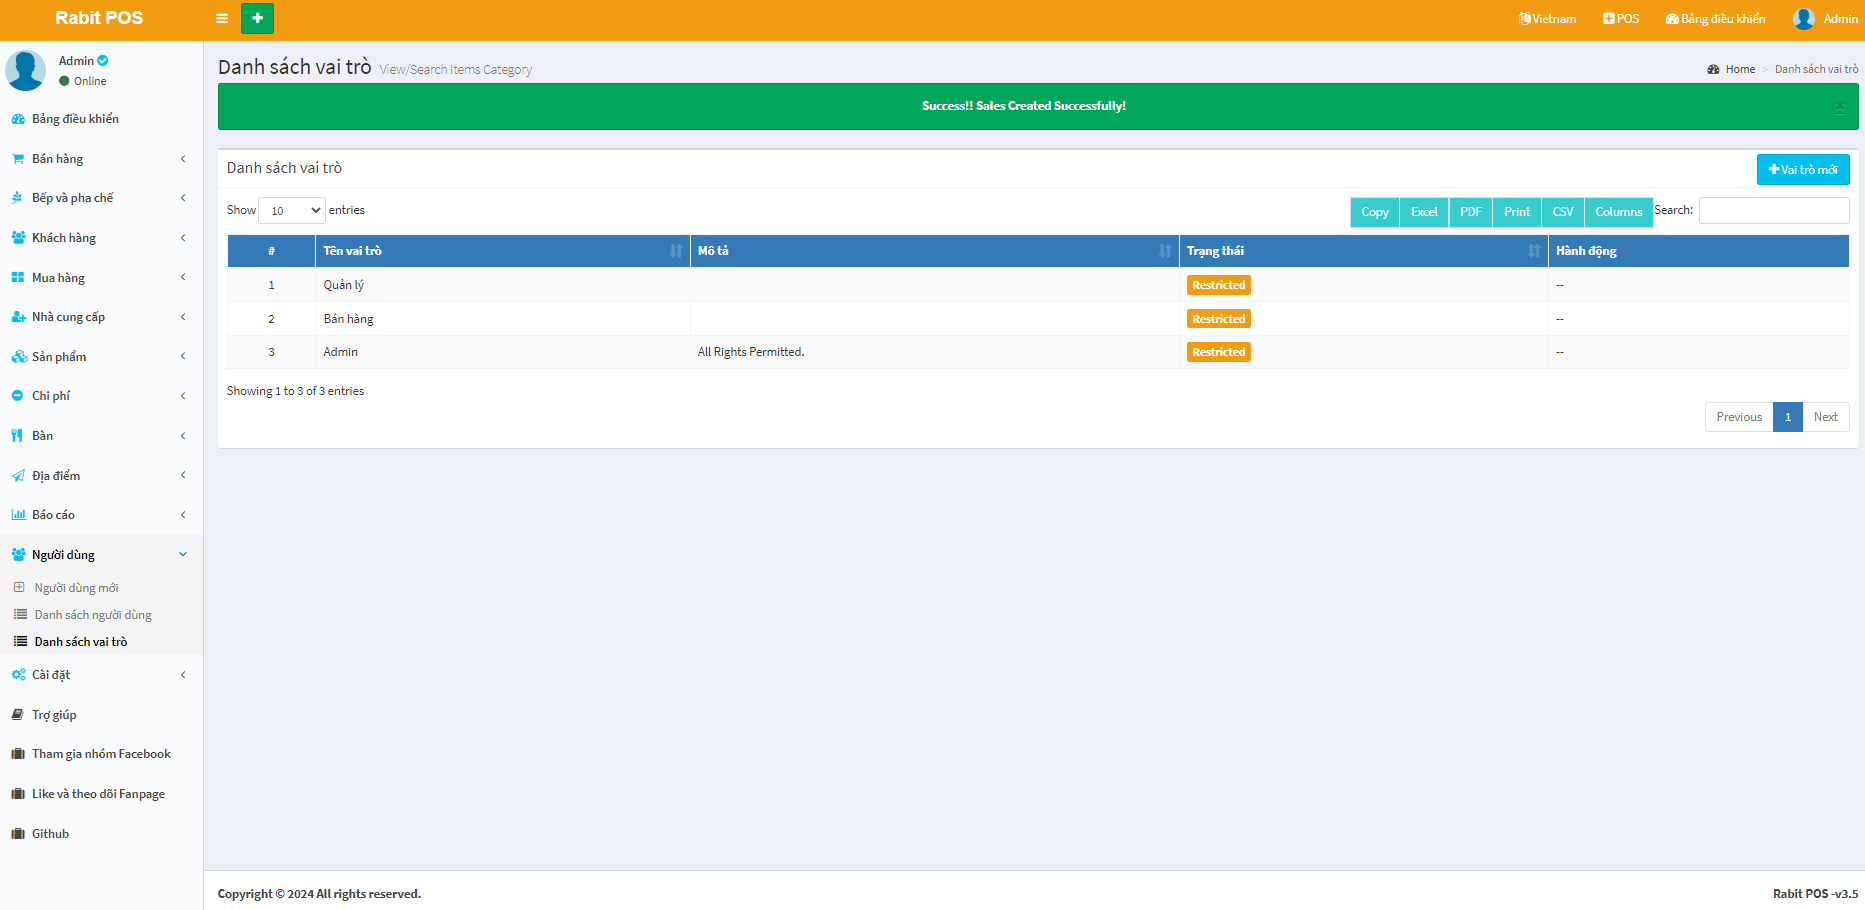 Rabit POS
Vietnam
POS
Bảng điều khiển
Admin
Admin
Online
Bảng điều khiển
Bán hàng
Bếp và pha chế
Khách hàng
Mua hàng
Nhà cung cấp
Sản phẩm
Chi phí
Bàn
Địa điểm
Báo cáo
Người dùng
Người dùng mới
Danh sách người dùng
Danh sách vai trò
Cài đặt
Trợ giúp
Tham gia nhóm Facebook
Like và theo dõi Fanpage
Github
Danh sách vai trò View/Search Items Category
Home > Danh sách vai trò
Success!! Sales Created Successfully!
×
Danh sách vai trò
Vai trò mới
Show 10 entries
Copy Excel PDF Print CSV Columns Search:
# Tên vai trò Mô tả Trạng thái Hành động
1 Quản lý Restricted --
2 Bán hàng Restricted --
3 Admin All Rights Permitted. Restricted --
Showing 1 to 3 of 3 entries
Previous 1 Next
Copyright © 2024 All rights reserved.
Rabit POS -v3.5